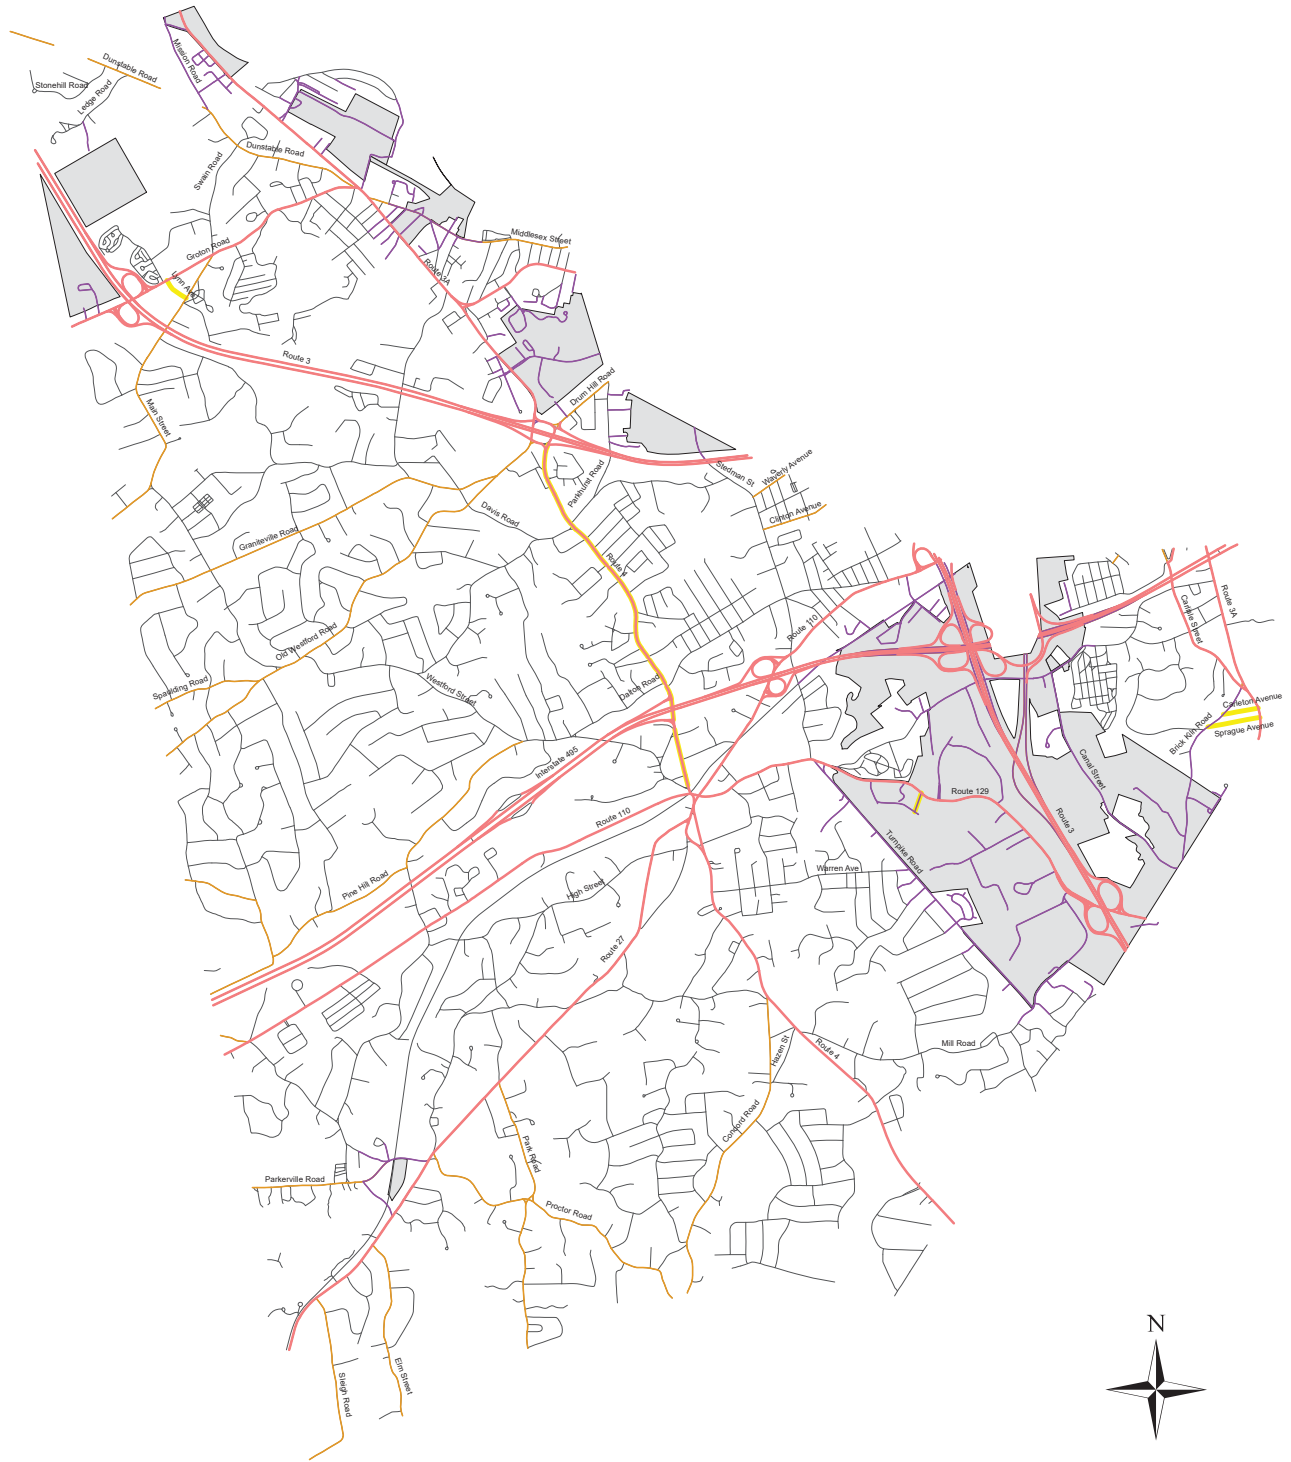 Mission Road
Dunstable Road
Stonehill Road
Ledge Road
Dunstable Road
Swain Road
Middlesex Street
Groton Road
Route 3A
Lynn Ave
Route 3
Drum Hill Road
Main Street
Stedman St
Waverly Avenue
Parkhurst Road
Clinton Avenue
Davis Road
Graniteville Road
Route 4
Route 3A
Carlisle Street
Route 110
Old Westford Road
Spaulding Road
Westford Street
Dalton Road
Carleton Avenue
Brick Kiln Road
Sprague Avenue
Interstate 495
Canal Street
Route 129
Route 3
Route 110
Turnpike Road
Warren Ave
Pine Hill Road
High Street
Route 27
Mill Road
Hazen St
Route 4
Concord Road
Park Road
Parkerville Road
Proctor Road
N
Elm Street
Sleigh Road